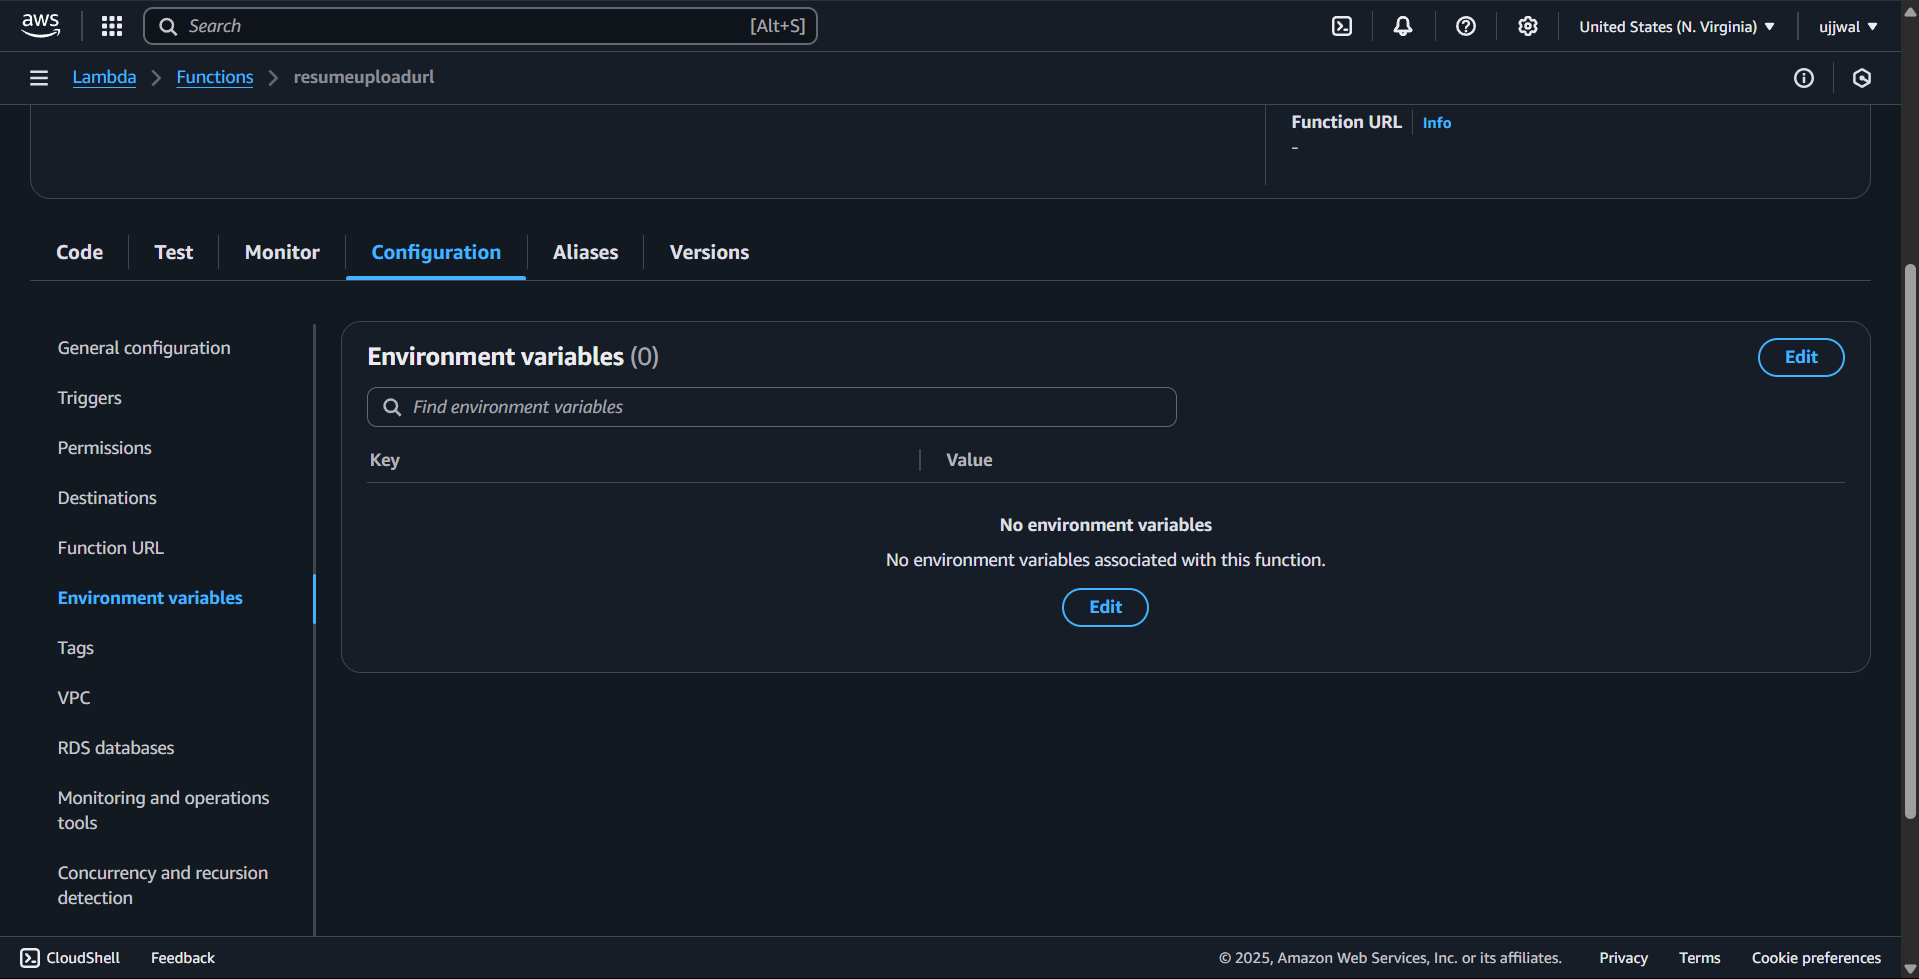 aws
Search [Alt+S]
United States (N. Virginia)
ujjwal
Lambda
Functions
resumeuploadurl
Function URL
Info
-
Code
Test
Monitor
Configuration
Aliases
Versions
General configuration
Triggers
Permissions
Destinations
Function URL
Environment variables
Tags
VPC
RDS databases
Monitoring and operations
tools
Concurrency and recursion
detection
Environment variables (0)
Edit
Find environment variables
Key
Value
No environment variables
No environment variables associated with this function.
Edit
CloudShell
Feedback
© 2025, Amazon Web Services, Inc. or its affiliates.
Privacy
Terms
Cookie preferences